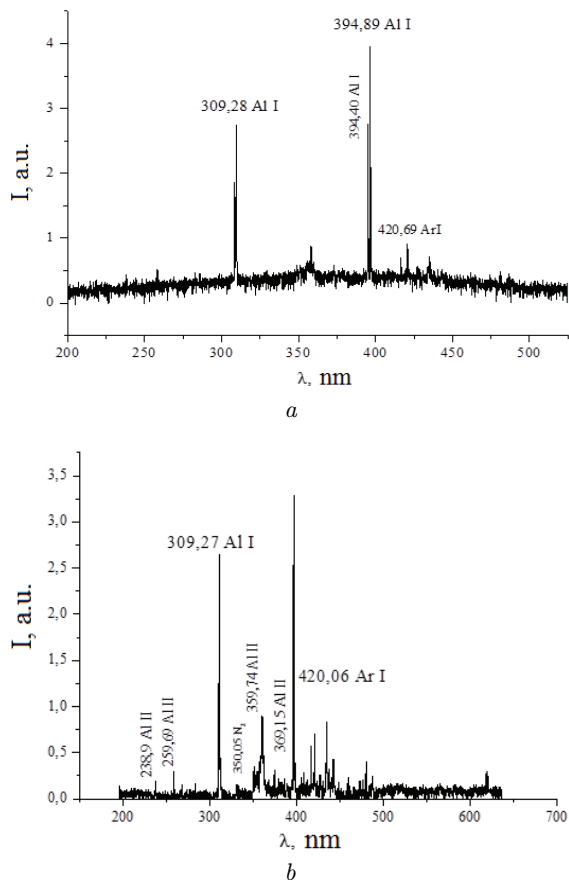 394,89 Al I
394,40 Al I
309,28 Al I
420,69 ArI
I, a.u.
4
3
2
1
0
200 250 300 350 400 450 500
λ, nm
a
3,5
3,0
2,5
2,0
1,5
1,0
0,5
0,0
I, a.u.
309,27 Al I
238,9 Al II
259,69 Al II
350,05 N₂
359,74 Al II
369,15 Al II
420,06 Ar I
200 300 400 500 600 700
λ, nm
b